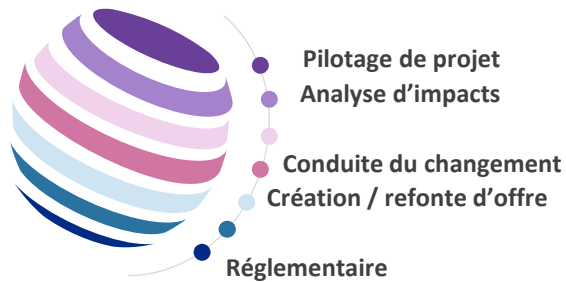 Pilotage de projet
Analyse d’impacts
Conduite du changement
Création / refonte d’offre
Réglementaire